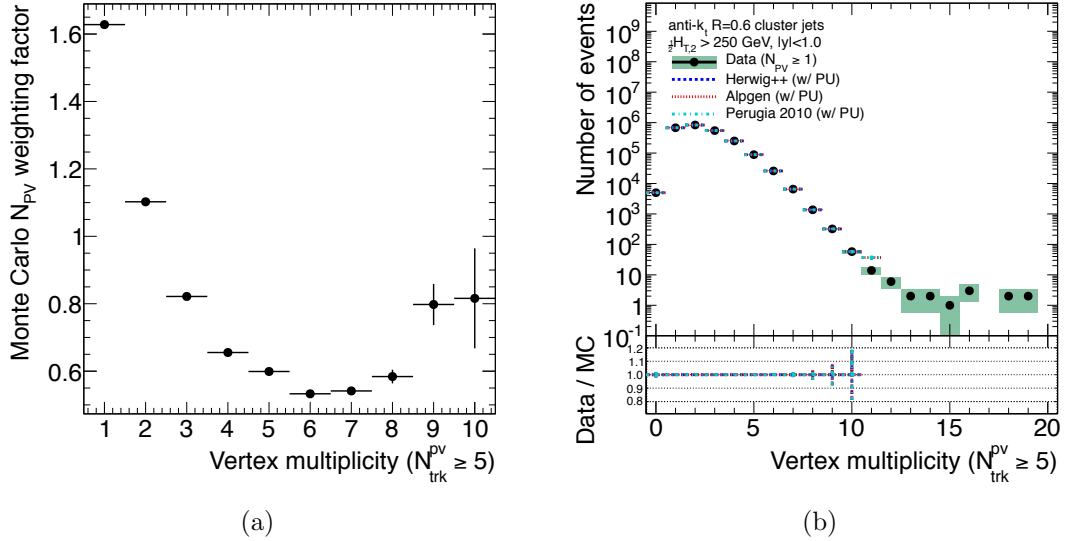 Monte Carlo N_PV weighting factor
1.6
1.4
1.2
1
0.8
0.6
1 2 3 4 5 6 7 8 9 10
Vertex multiplicity (N^pv_trk ≥ 5)
(a)
Number of events
10^9
10^8
10^7
10^6
10^5
10^4
10^3
10^2
10
1
10^-1
anti-k_t R=0.6 cluster jets
½H_T,2 > 250 GeV, |y|<1.0
Data (N_PV ≥ 1)
Herwig++ (w/ PU)
Alpgen (w/ PU)
Perugia 2010 (w/ PU)
Data / MC
1.2
1.1
1.0
0.9
0.8
0 5 10 15 20
Vertex multiplicity (N^pv_trk ≥ 5)
(b)